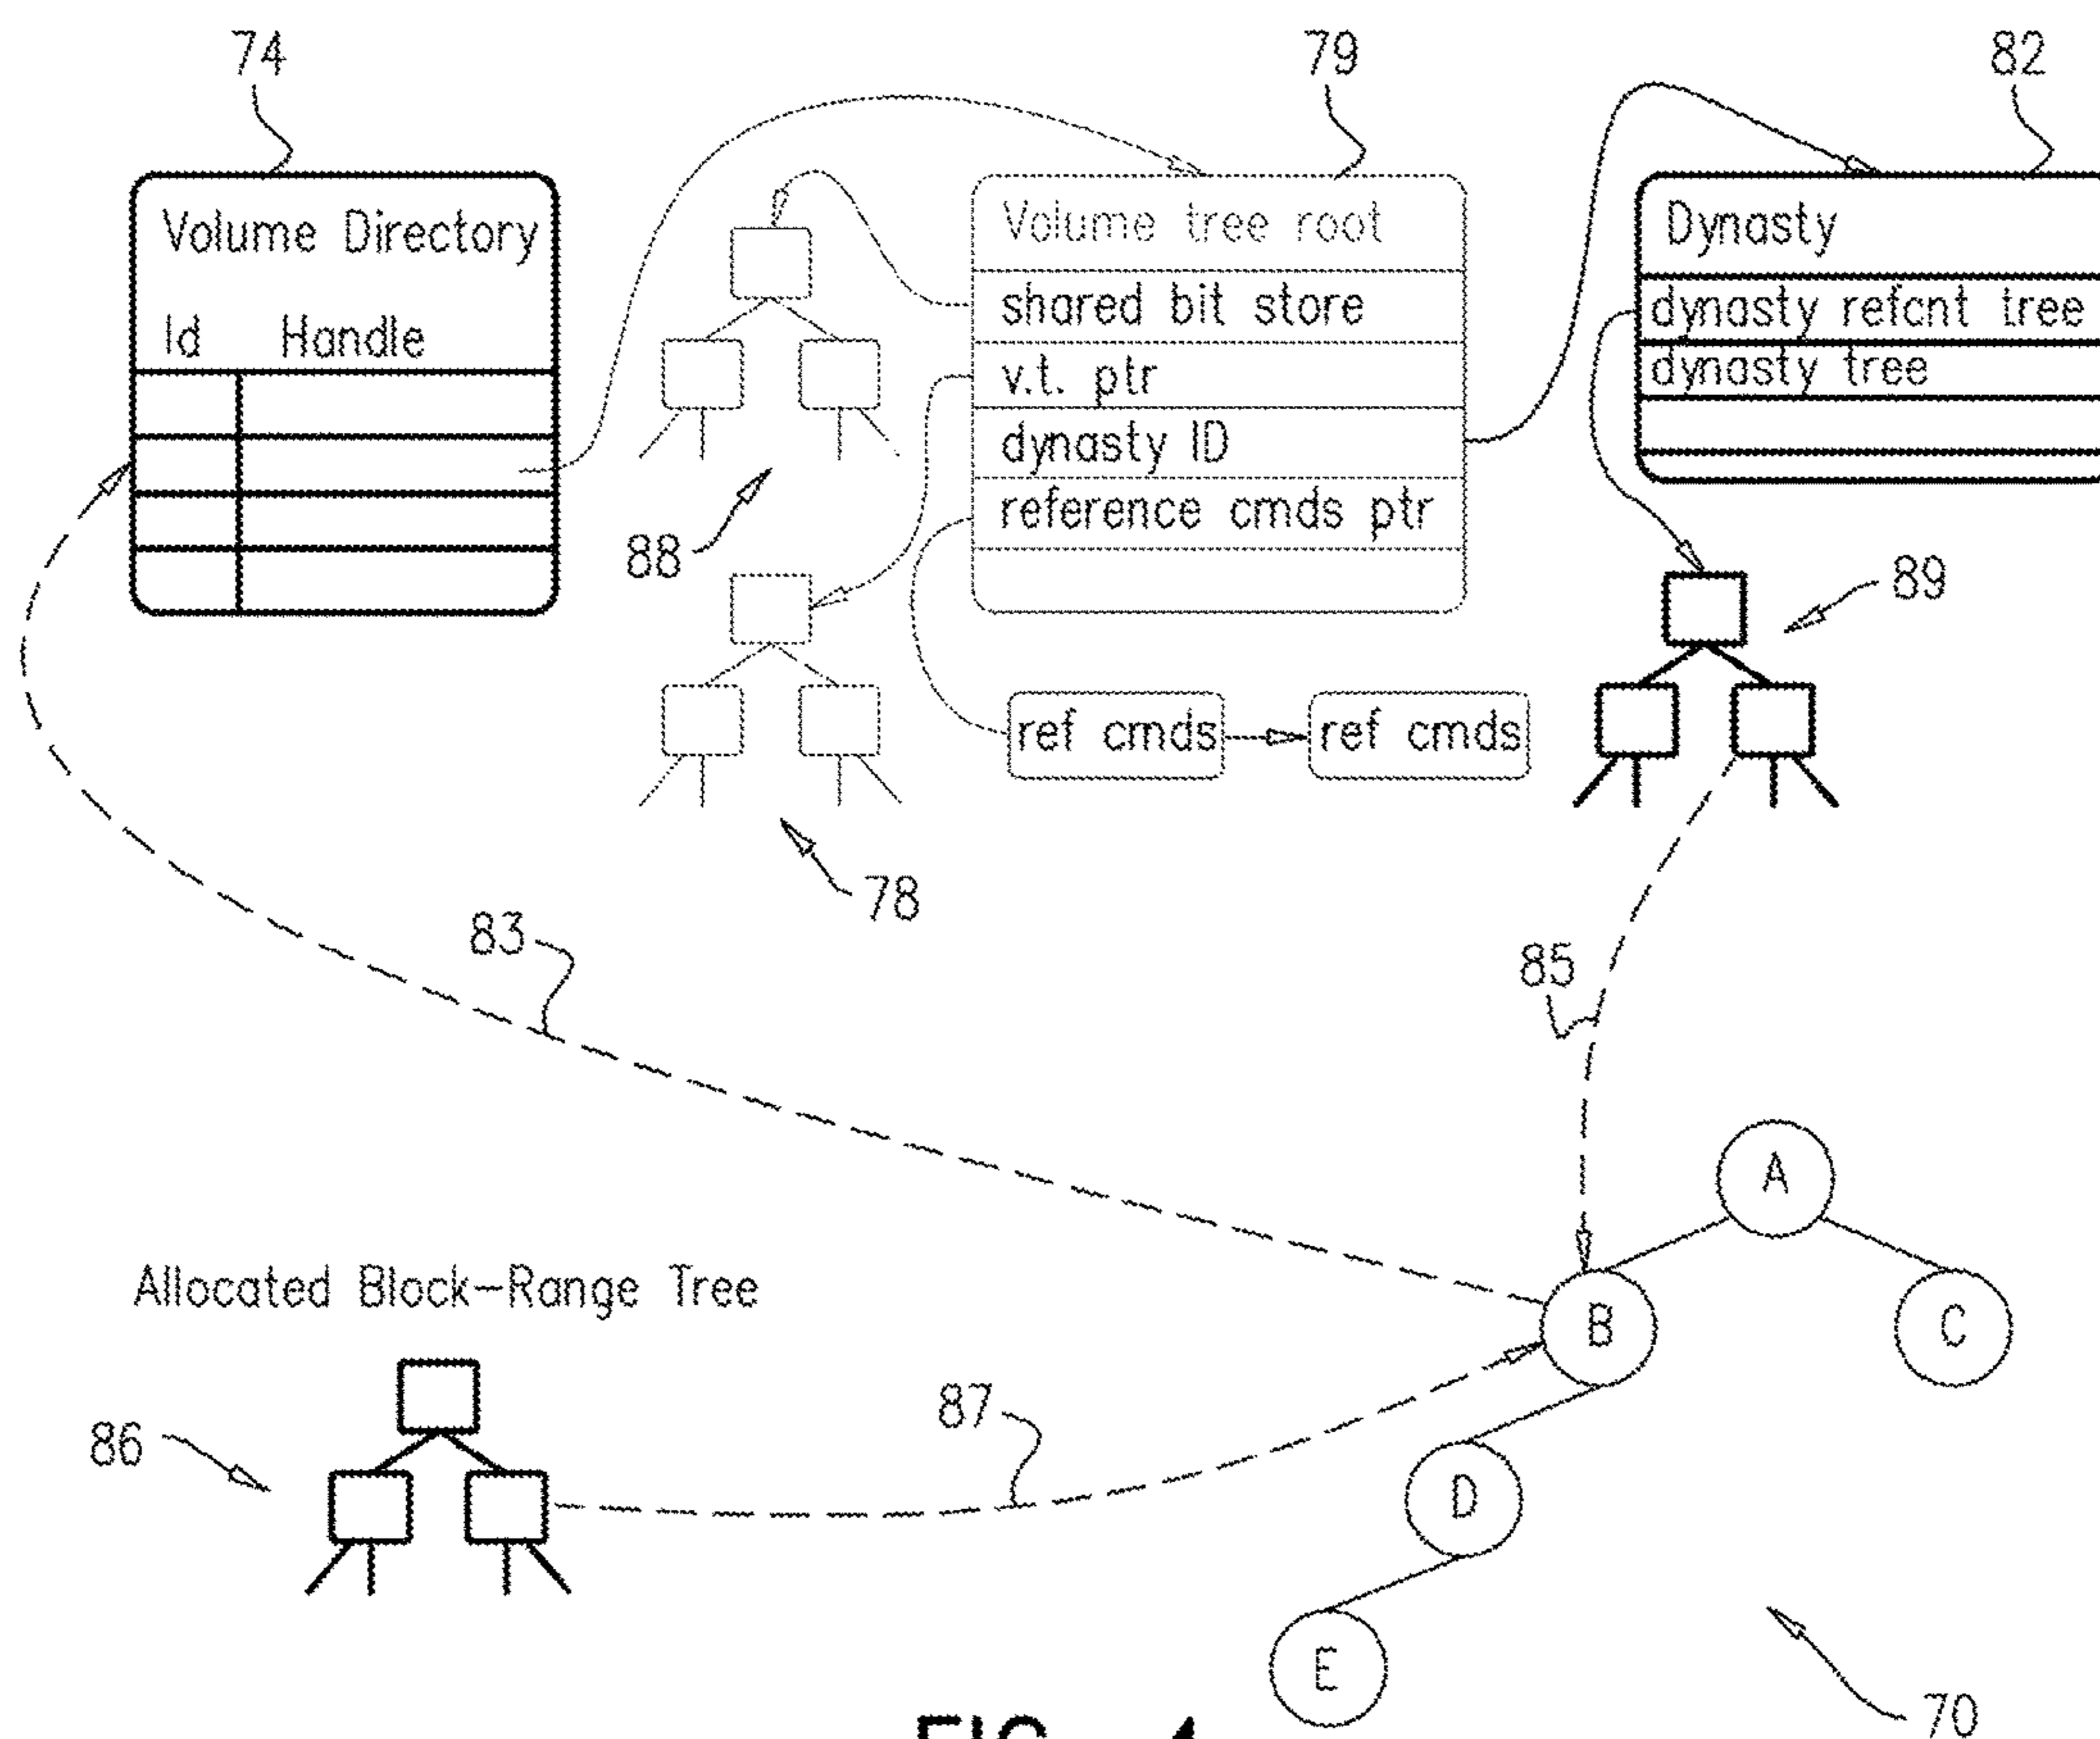 74
79
82
Volume Directory
Id Handle
Volume tree root
shared bit store
v.t. ptr
dynasty ID
reference cmds ptr
Dynasty
dynasty refcnt tree
dynasty tree
88
89
ref cmds
ref cmds
78
83
85
A
B
C
Allocated Block-Range Tree
86
87
D
E
70